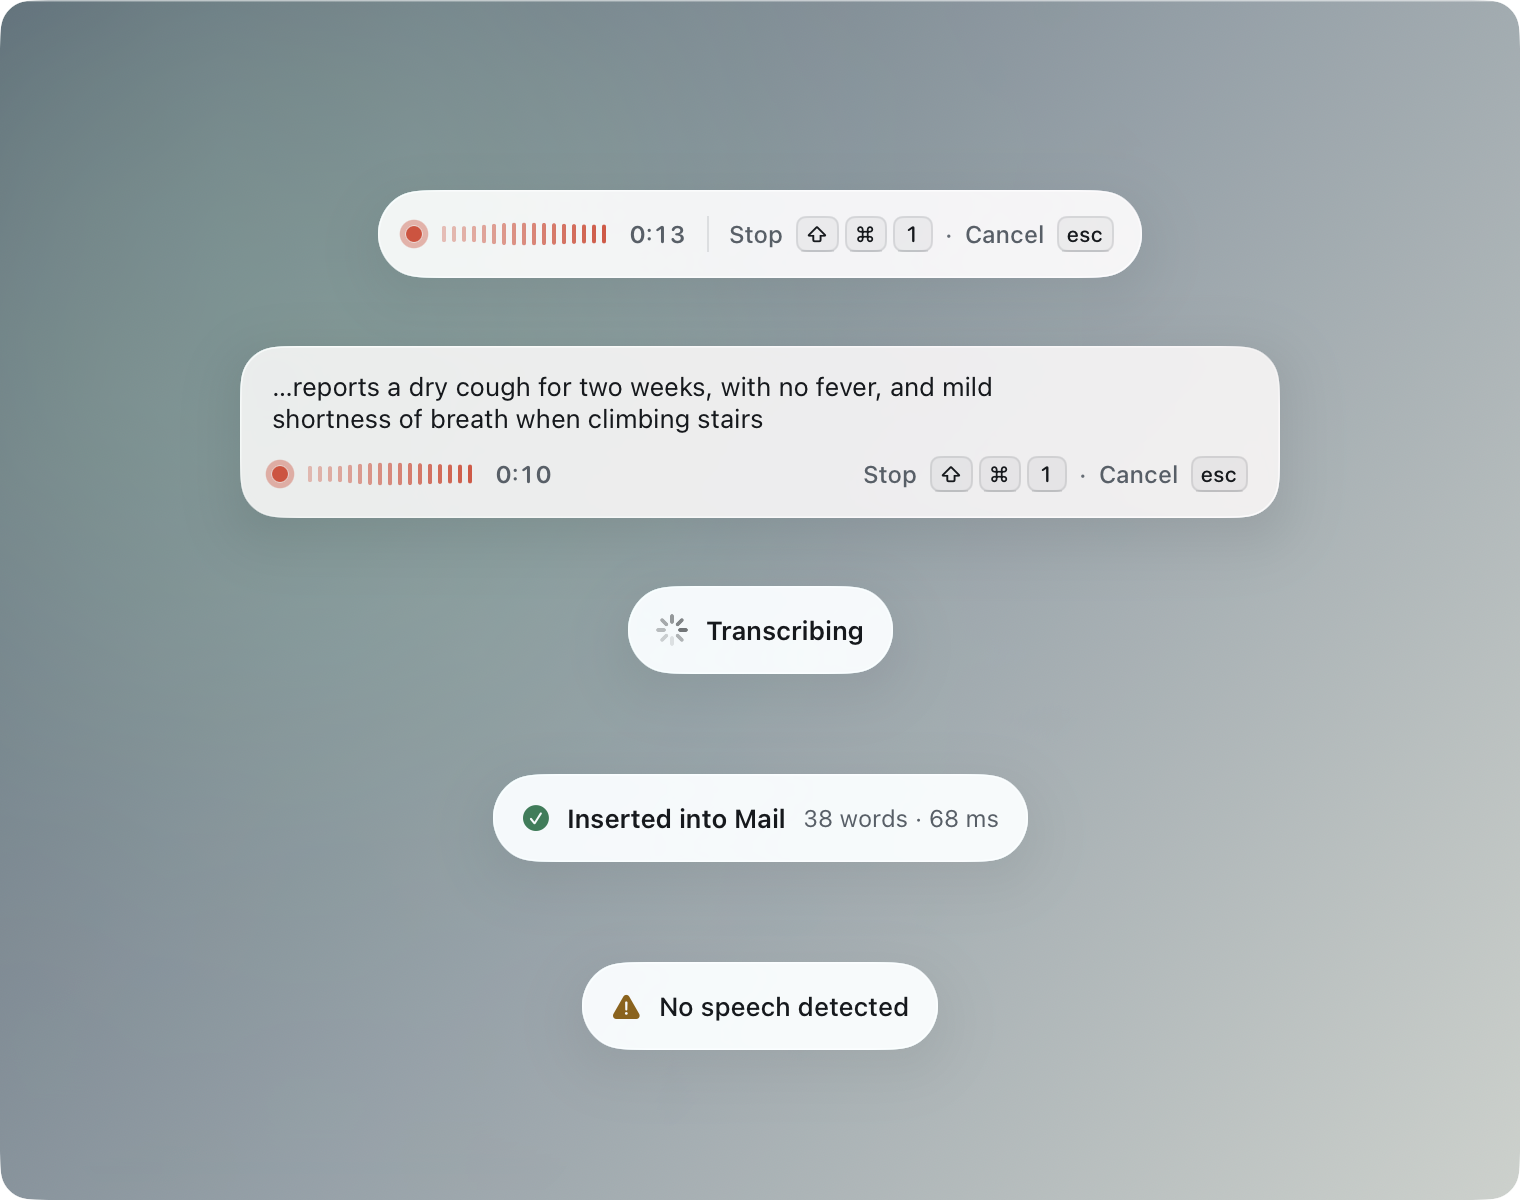 0:13 Stop ⇧ ⌘ 1 · Cancel esc
...reports a dry cough for two weeks, with no fever, and mild
shortness of breath when climbing stairs
0:10 Stop ⇧ ⌘ 1 · Cancel esc
Transcribing
Inserted into Mail 38 words · 68 ms
No speech detected